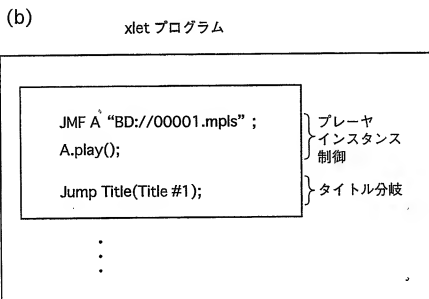 (b)
xlet プログラム
JMF A “BD://00001.mpls” ;
A.play();
プレーヤ
インスタンス
制御
Jump Title(Title #1);
タイトル分岐